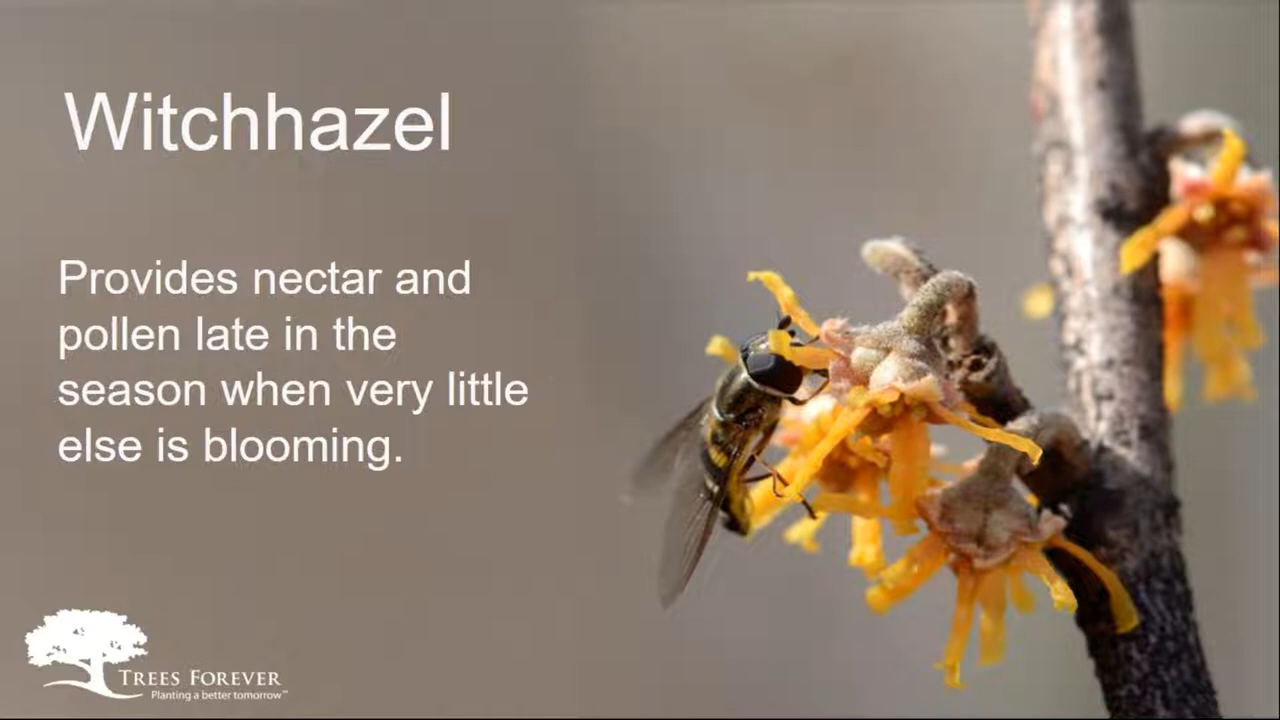 Witchhazel
Provides nectar and
pollen late in the
season when very little
else is blooming.
TREES FOREVER
Planting a better tomorrow™